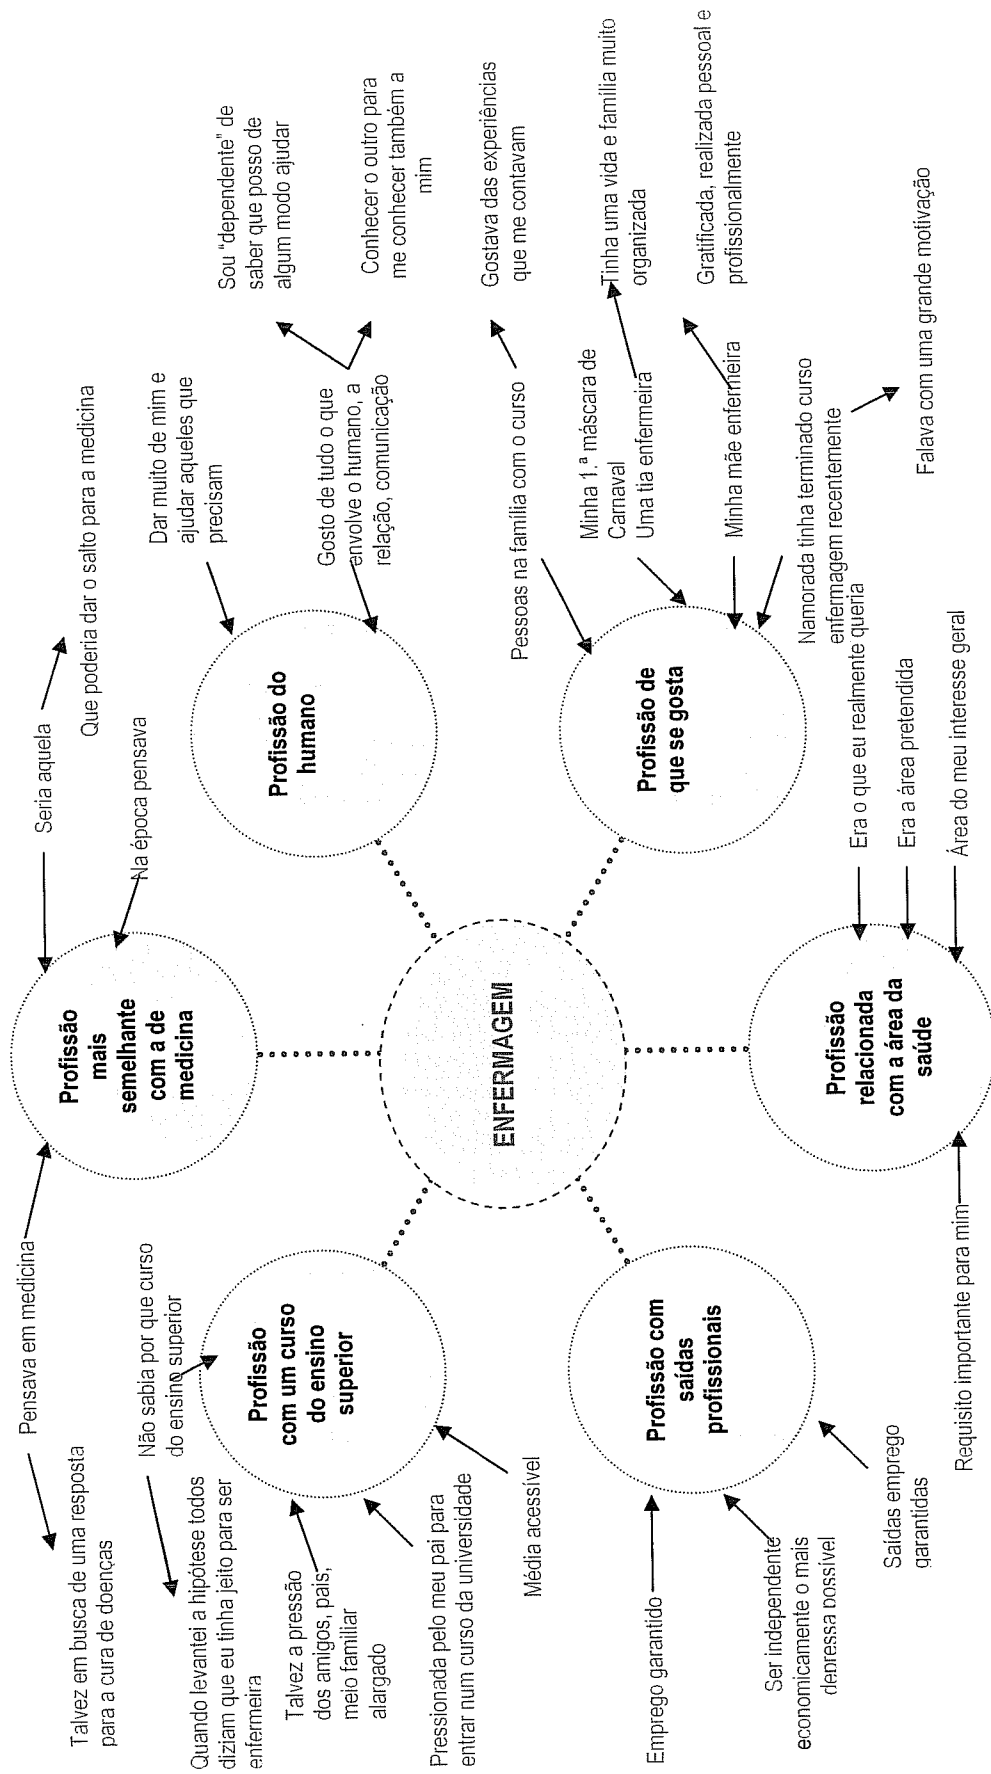 Talvez em busca de uma resposta
para a cura de doenças
Pensava em medicina
Profissão
mais
semelhante
com a de
medicina
Seria aquela
Que poderia dar o salto para a medicina
Na época pensava
Não sabia por que curso
do ensino superior
Quando levantei a hipótese todos
diziam que eu tinha jeito para ser
enfermeira
Talvez a pressão
dos amigos, pais,
meio familiar
alargado
Pressionada pelo meu pai para
entrar num curso da universidade
Média acessível
Profissão
com um curso
do ensino
superior
Profissão do
humano
Dar muito de mim e
ajudar aqueles que
precisam
Gosto de tudo o que
envolve o humano, a
relação, comunicação
Sou "dependente" de
saber que posso de
algum modo ajudar
Conhecer o outro para
me conhecer também a
mim
ENFERMAGEM
Pessoas na família com o curso
Gostava das experiências
que me contavam
Profissão de
que se gosta
Minha 1.ª máscara de
Carnaval
Uma tia enfermeira
Tinha uma vida e família muito
organizada
Minha mãe enfermeira
Gratificada, realizada pessoal e
profissionalmente
Namorada tinha terminado curso
enfermagem recentemente
Falava com uma grande motivação
Profissão com
saídas
profissionais
Emprego garantido
Ser independente
economicamente o mais
depressa possível
Saídas emprego
garantidas
Profissão
relacionada
com a área da
saúde
Era o que eu realmente queria
Era a área pretendida
Área do meu interesse geral
Requisito importante para mim